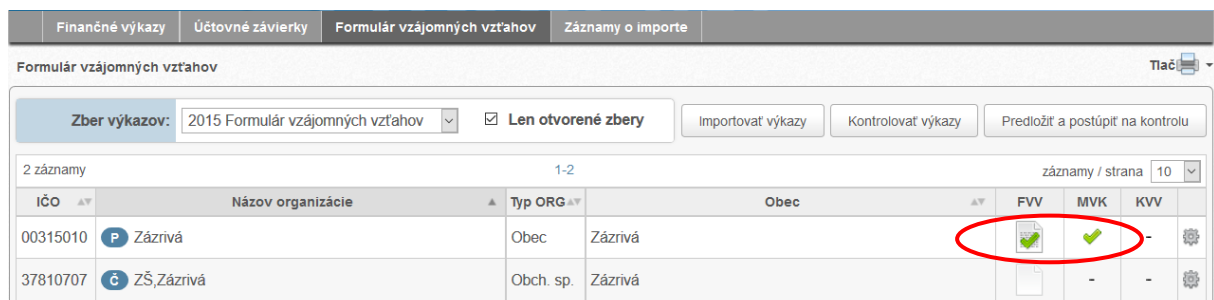 Finančné výkazy Účtovné závierky Formulár vzájomných vzťahov Záznamy o importe
Formulár vzájomných vzťahov Tlač
Zber výkazov: 2015 Formulár vzájomných vzťahov Len otvorené zbery Importovať výkazy Kontrolovať výkazy Predložiť a postúpiť na kontrolu
2 záznamy 1-2 záznamy / strana 10
IČO Názov organizácie Typ ORG Obec FVV MVK KVV
00315010 P Zázrivá Obec Zázrivá -
37810707 Č ZŠ,Zázrivá Obch. sp. Zázrivá - -